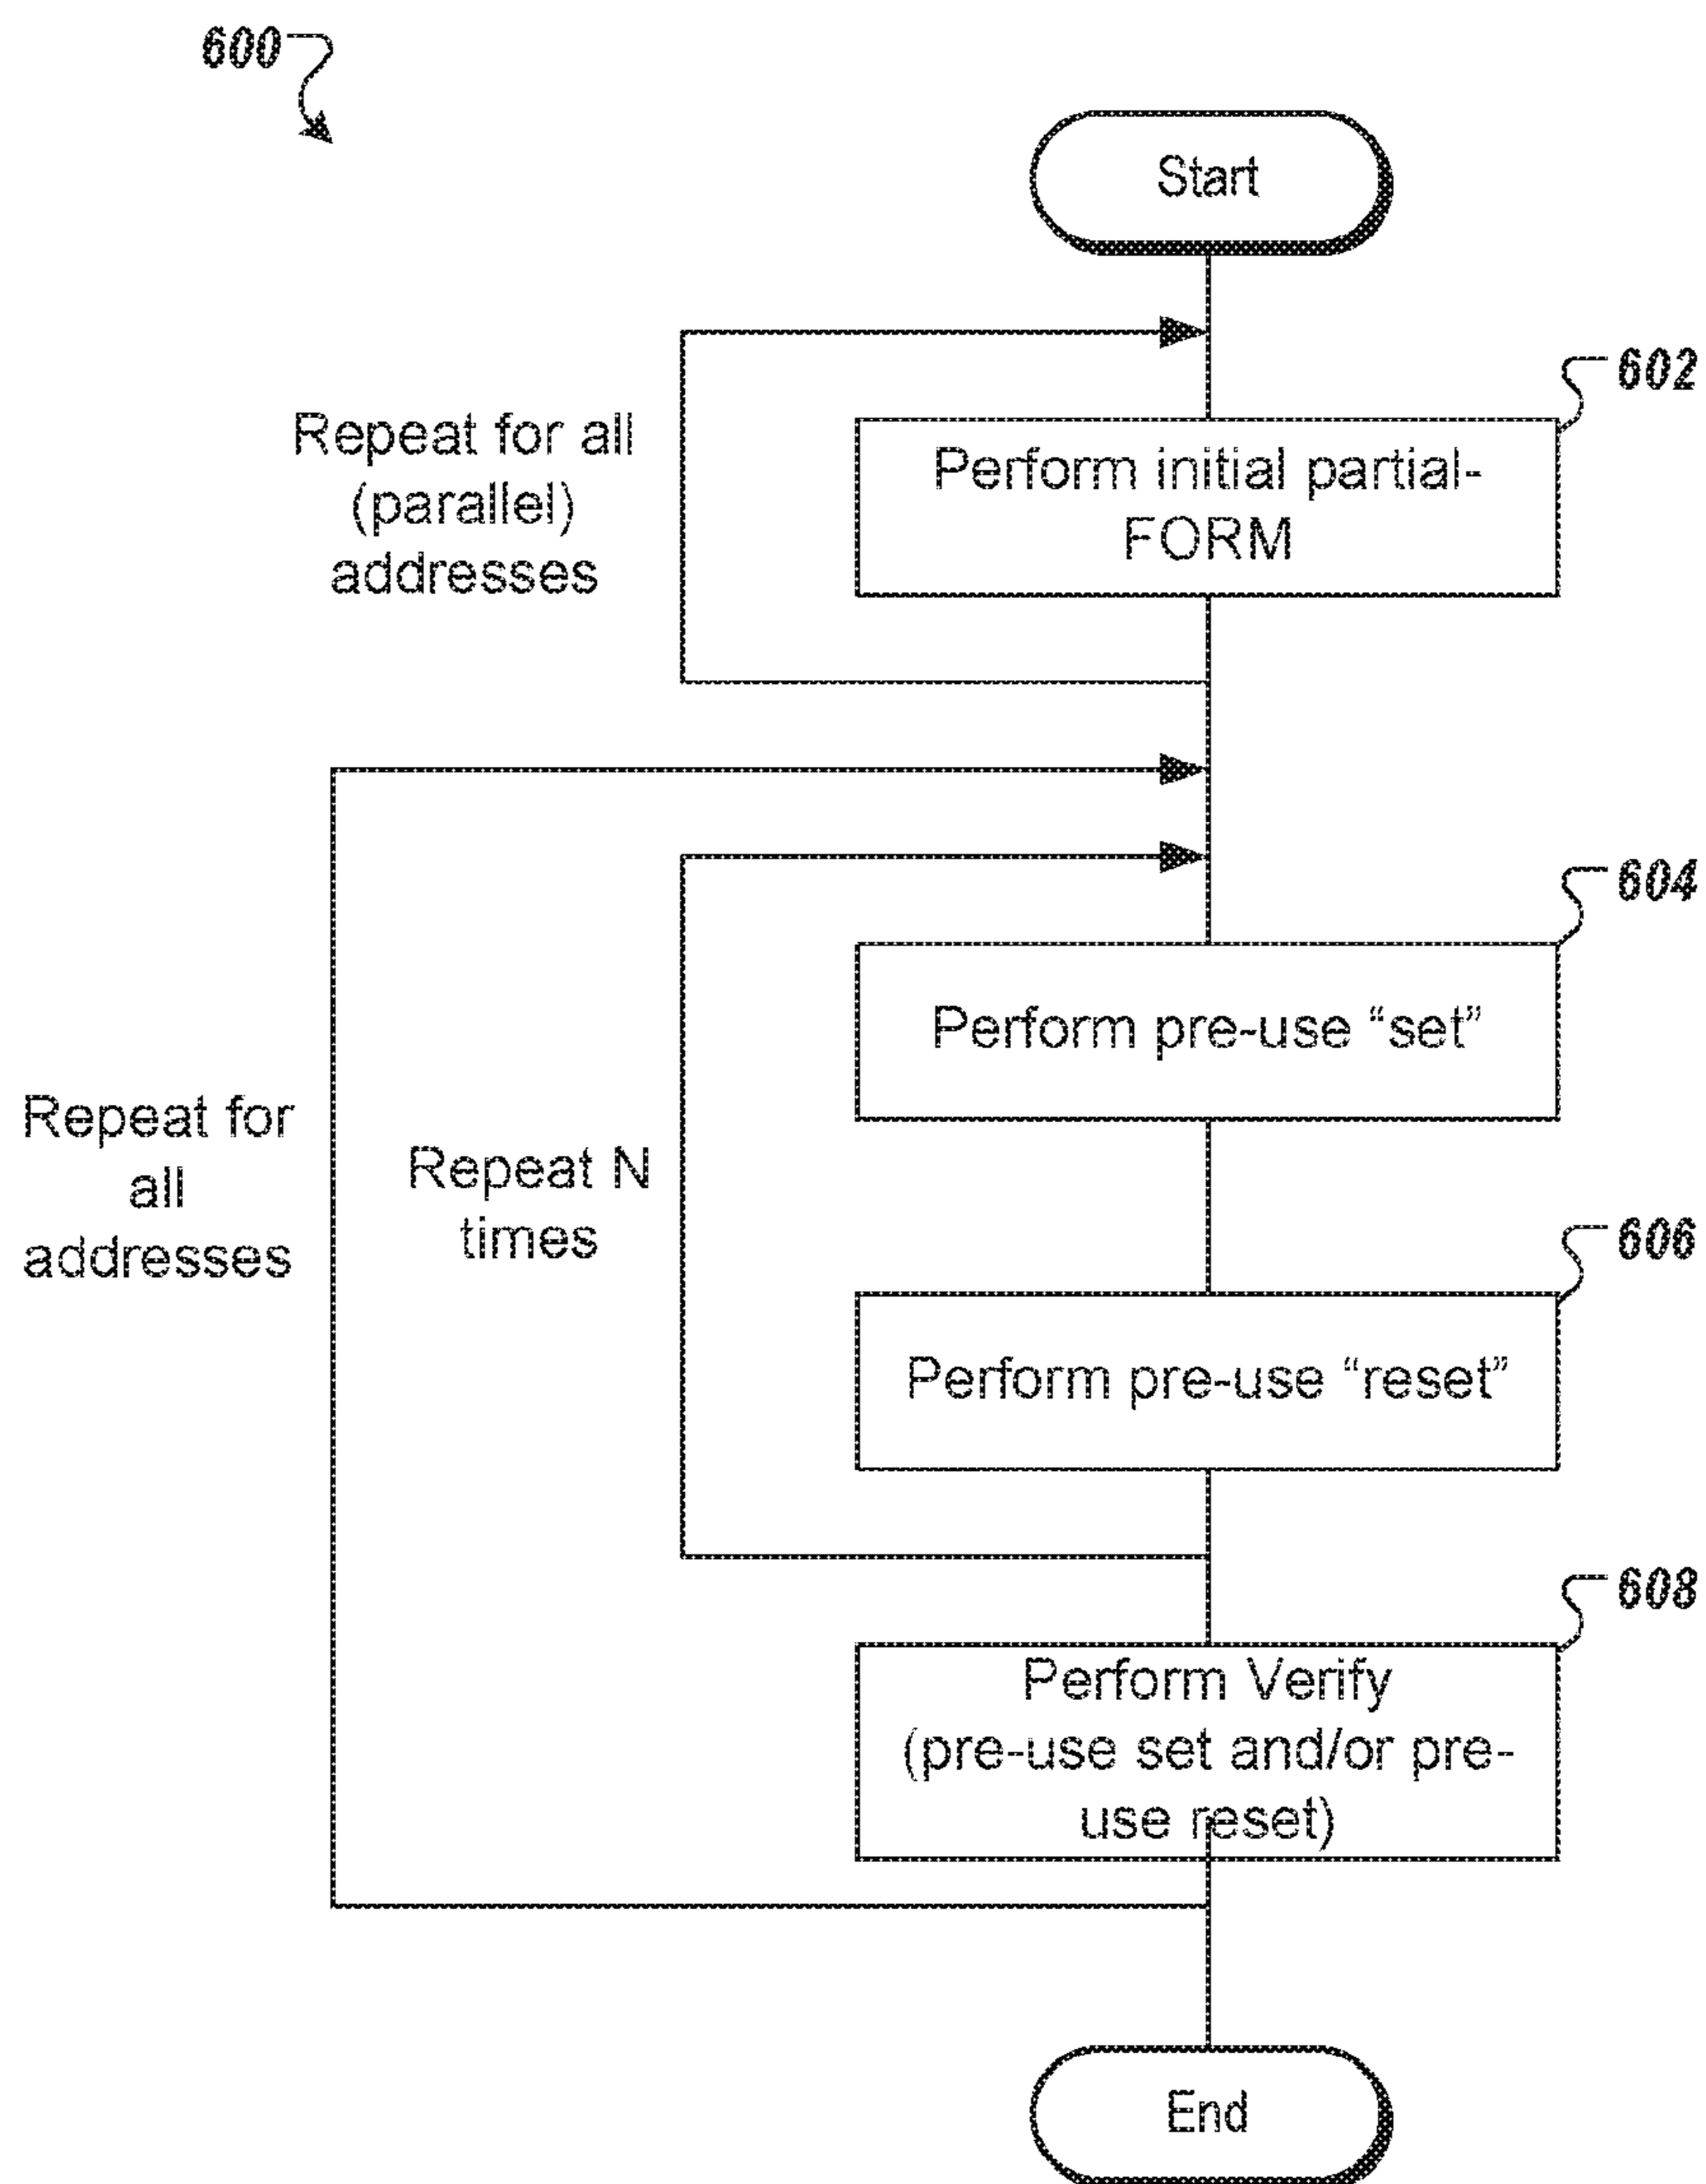 600
Start
602
Repeat for all
(parallel)
addresses
Perform initial partial-
FORM
604
Perform pre-use “set”
Repeat for
all
addresses
Repeat N
times
606
Perform pre-use “reset”
608
Perform Verify
(pre-use set and/or pre-
use reset)
End